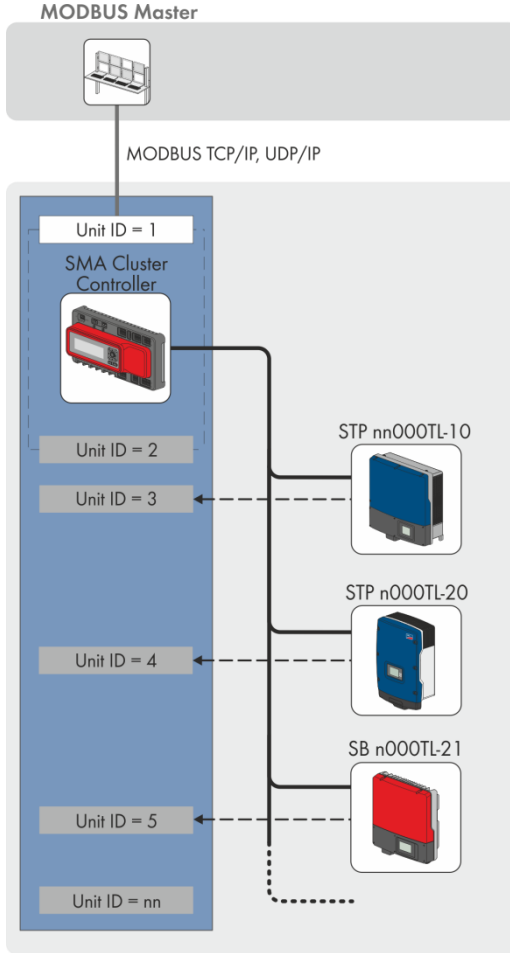 MODBUS Master
MODBUS TCP/IP, UDP/IP
Unit ID = 1
SMA Cluster
Controller
Unit ID = 2
STP nn000TL-10
Unit ID = 3
STP n000TL-20
Unit ID = 4
SB n000TL-21
Unit ID = 5
Unit ID = nn